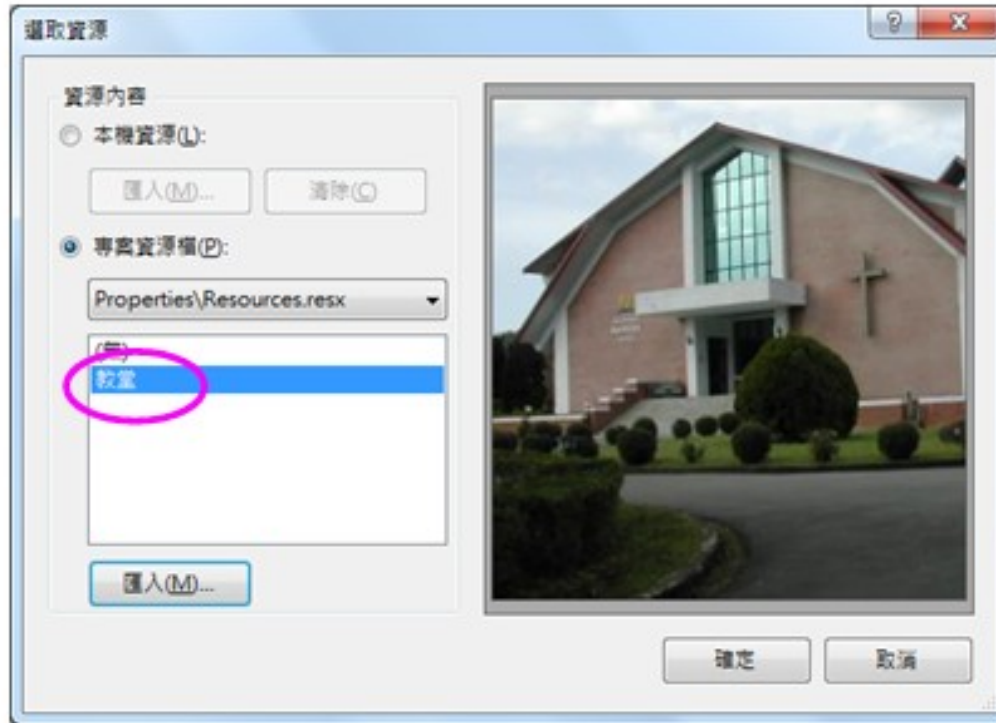 選取資源
資源內容
本機資源(L):
匯入(M)...
清除(C)
專案資源檔(P):
Properties\Resources.resx
(無)
教堂
匯入(M)...
確定
取消